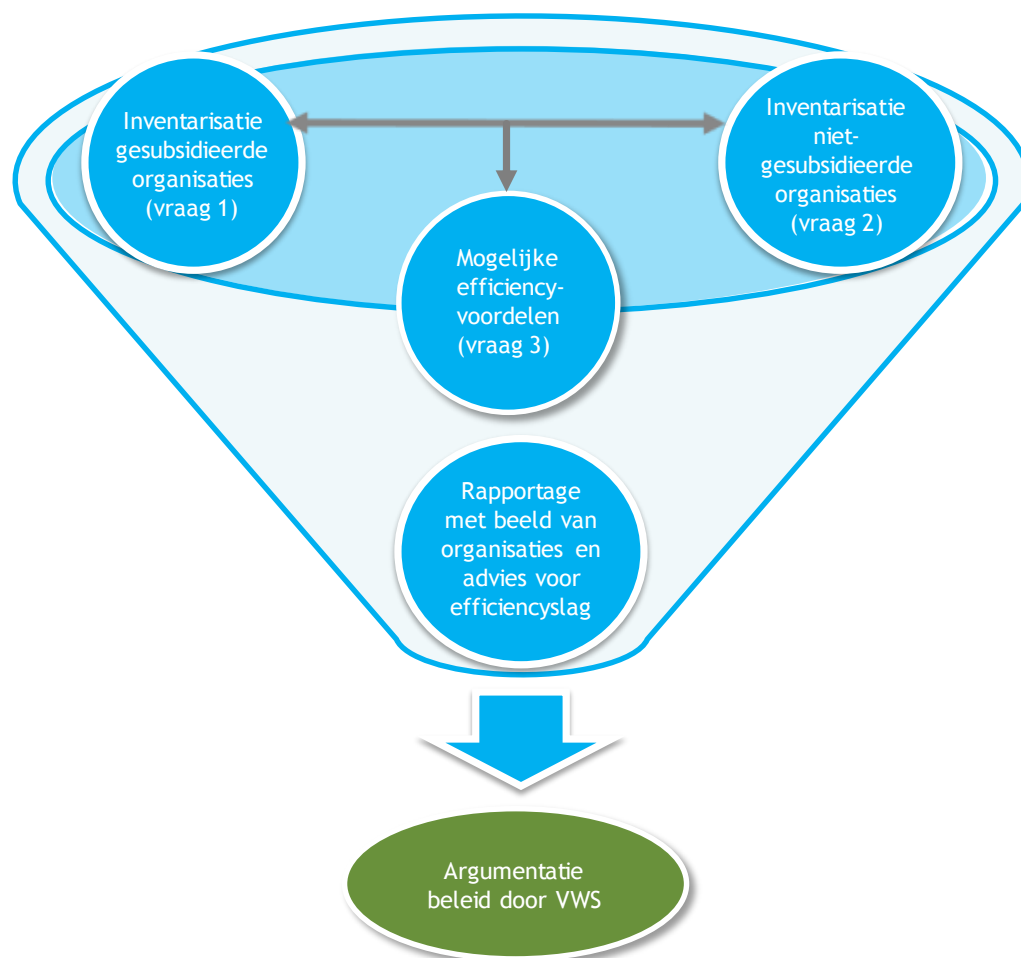 Inventarisatie
gesubsidieerde
organisaties
(vraag 1)
Inventarisatie
niet-
gesubsidieerde
organisaties
(vraag 2)
Mogelijke
efficiency-
voordelen
(vraag 3)
Rapportage
met beeld van
organisaties en
advies voor
efficiencyslag
Argumentatie
beleid door VWS